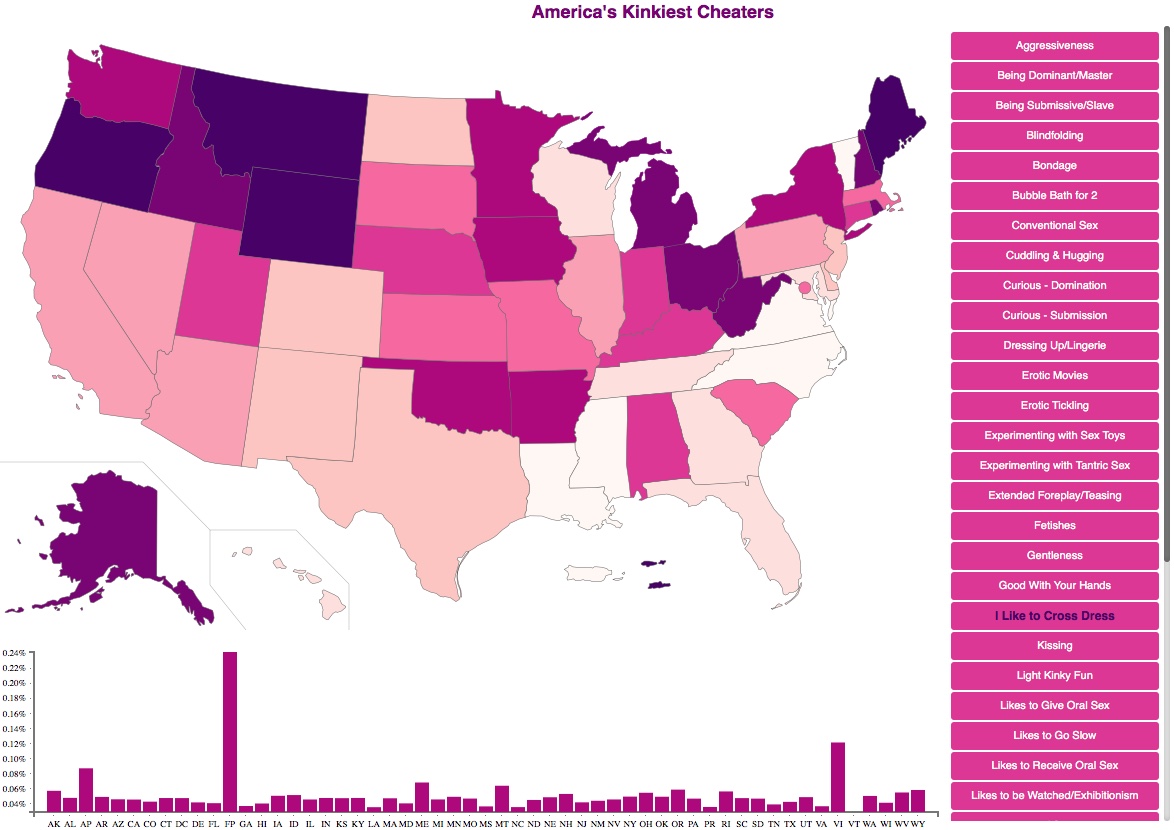 America's Kinkiest Cheaters
Aggressiveness
Being Dominant/Master
Being Submissive/Slave
Blindfolding
Bondage
Bubble Bath for 2
Conventional Sex
Cuddling & Hugging
Curious - Domination
Curious - Submission
Dressing Up/Lingerie
Erotic Movies
Erotic Tickling
Experimenting with Sex Toys
Experimenting with Tantric Sex
Extended Foreplay/Teasing
Fetishes
Gentleness
Good With Your Hands
I Like to Cross Dress
Kissing
Light Kinky Fun
Likes to Give Oral Sex
Likes to Go Slow
Likes to Receive Oral Sex
Likes to be Watched/Exhibitionism
0.24%
0.22%
0.20%
0.18%
0.16%
0.14%
0.12%
0.10%
0.08%
0.06%
0.04%
AK AL AP AR AZ CA CO CT DC DE FL FP GA HI IA ID IL IN KS KY LA MA MD ME MI MN MO MS MT NC ND NE NH NJ NM NV NY OH OK OR PA PR RI SC SD TN TX UT VA VI VT WA WI WV WY